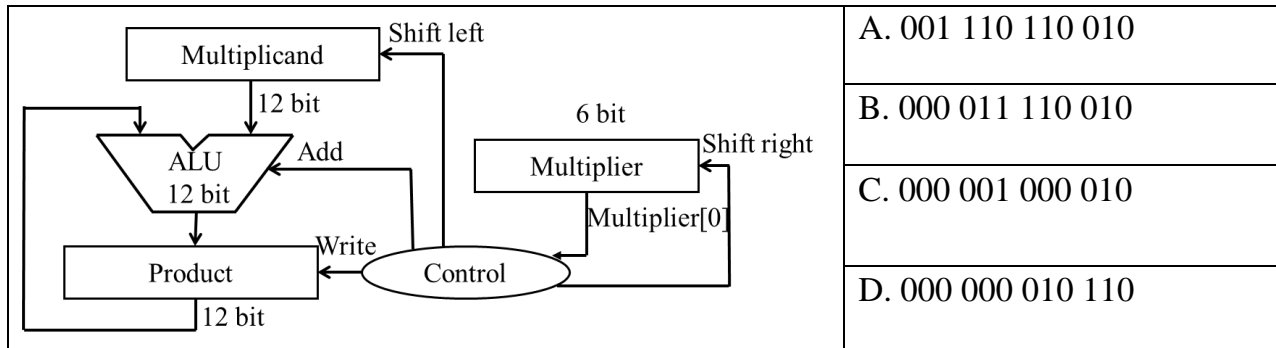 Shift left
Multiplicand
12 bit
6 bit
Shift right
Add
ALU
12 bit
Multiplier
Multiplier[0]
Write
Product
Control
12 bit
A. 001 110 110 010
B. 000 011 110 010
C. 000 001 000 010
D. 000 000 010 110